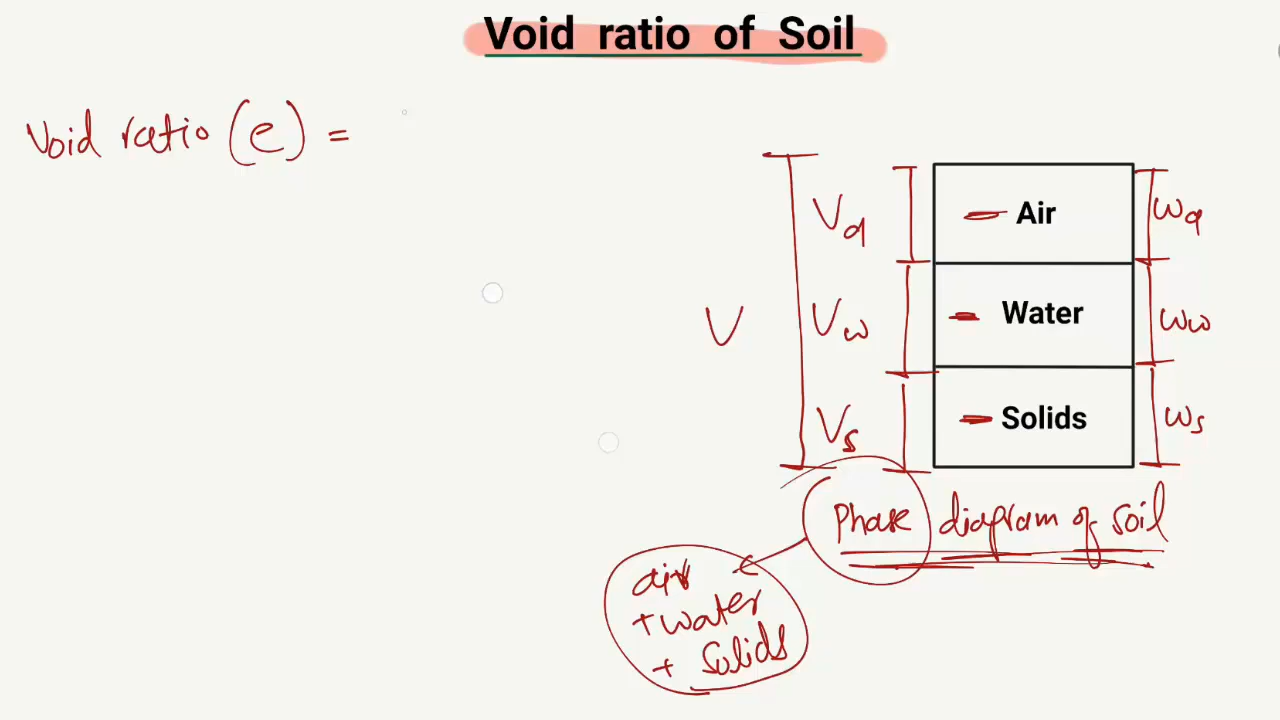 Void ratio of Soil
Void ratio (e) =
Va
Air
wa
V
Vw
Water
ww
Vs
Solids
ws
Phase diagram of soil
air
+ water
+ Solids